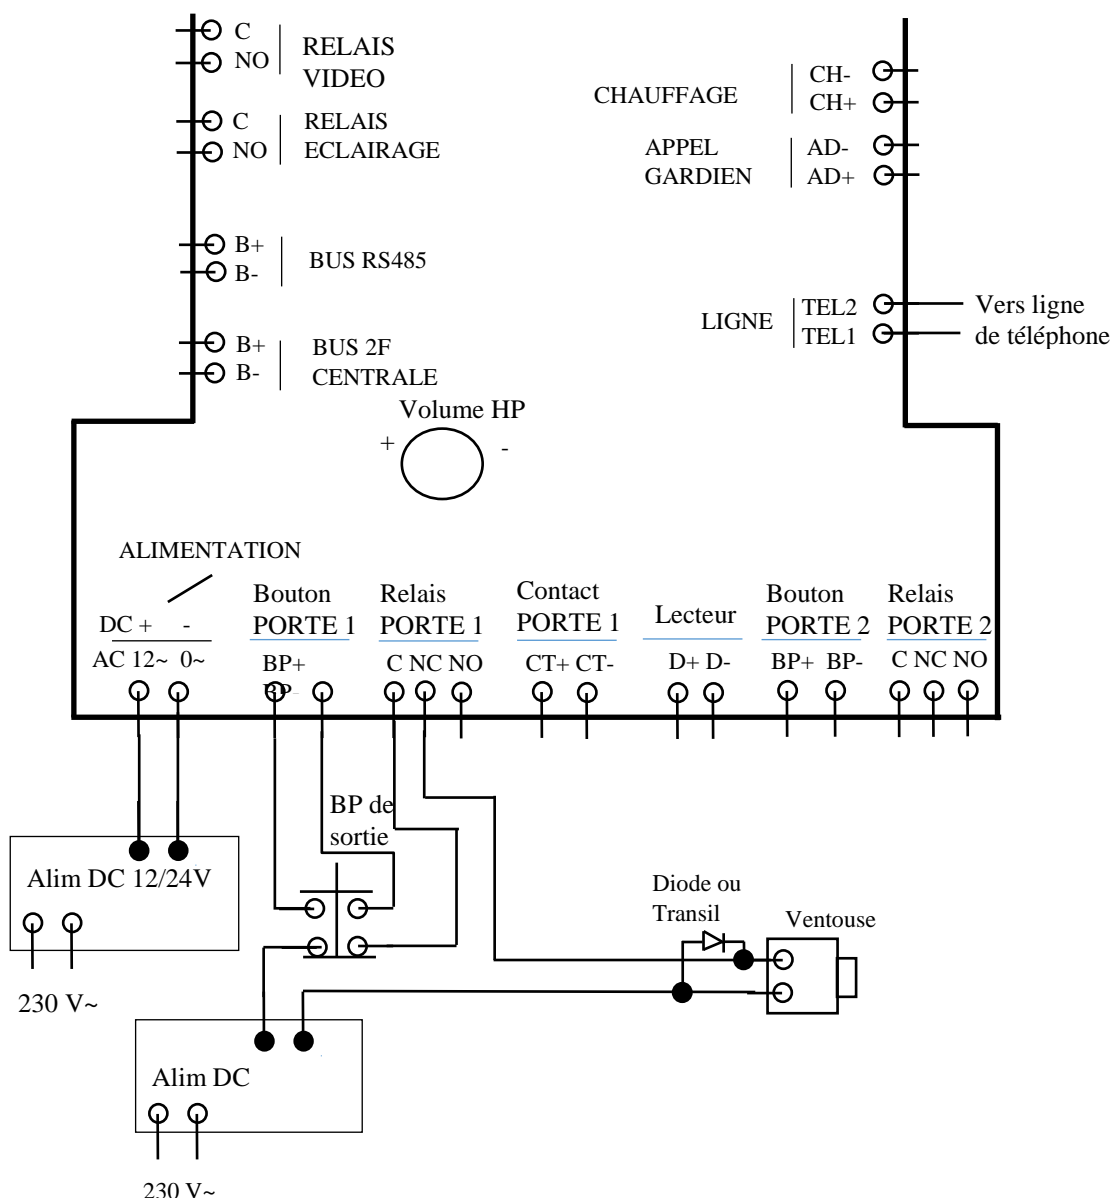 C
NO
RELAIS
VIDEO
C
NO
RELAIS
ECLAIRAGE
CHAUFFAGE
CH-
CH+
APPEL
GARDIEN
AD-
AD+
B+
B-
BUS RS485
LIGNE
TEL2
TEL1
Vers ligne
de téléphone
B+
B-
BUS 2F
CENTRALE
Volume HP
+ -
ALIMENTATION
DC + -
AC 12~ 0~
Bouton
PORTE 1
BP+
BP-
Relais
PORTE 1
C NC NO
Contact
PORTE 1
CT+ CT-
Lecteur
D+ D-
Bouton
PORTE 2
BP+ BP-
Relais
PORTE 2
C NC NO
BP de
sortie
Alim DC 12/24V
230 V~
Diode ou
Transil
Ventouse
Alim DC
230 V~